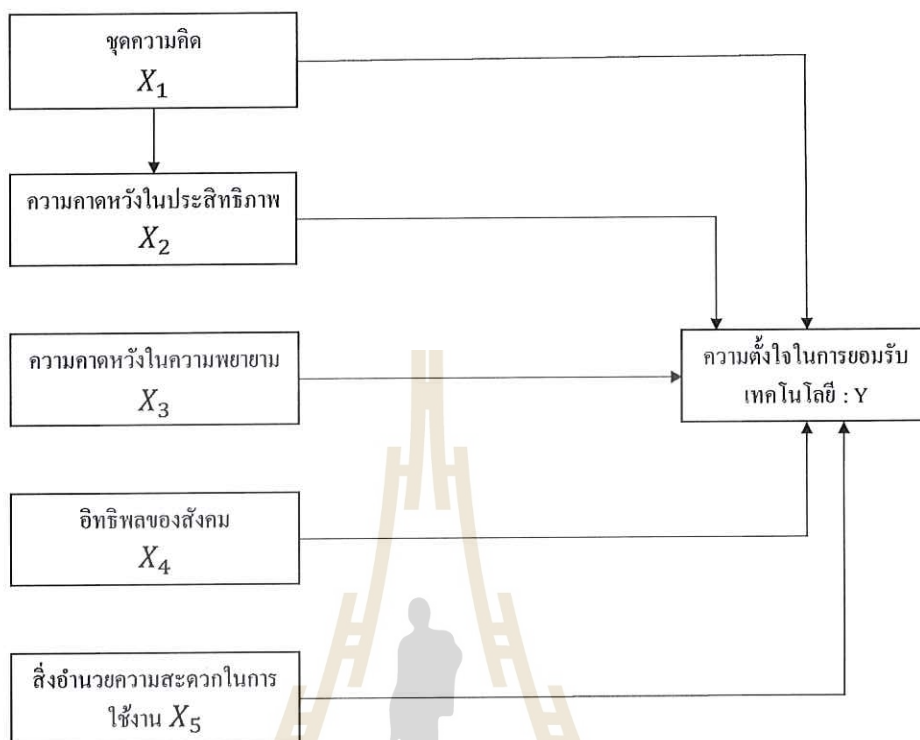 ชุดความคิด
X₁
ความคาดหวังในประสิทธิภาพ
X₂
ความคาดหวังในความพยายาม
X₃
ความตั้งใจในการยอมรับ
เทคโนโลยี : Y
อิทธิพลของสังคม
X₄
สิ่งอำนวยความสะดวกในการ
ใช้งาน X₅